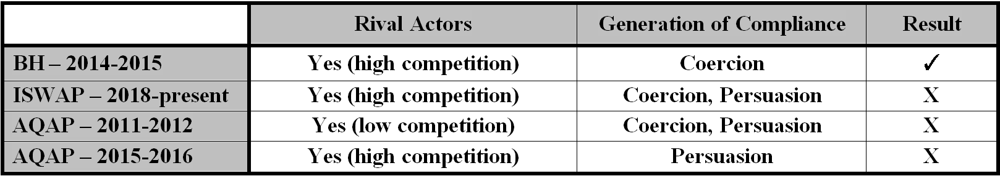 Rival Actors Generation of Compliance Result
BH – 2014-2015 Yes (high competition) Coercion ✓
ISWAP – 2018-present Yes (high competition) Coercion, Persuasion X
AQAP – 2011-2012 Yes (low competition) Coercion, Persuasion X
AQAP – 2015-2016 Yes (high competition) Persuasion X